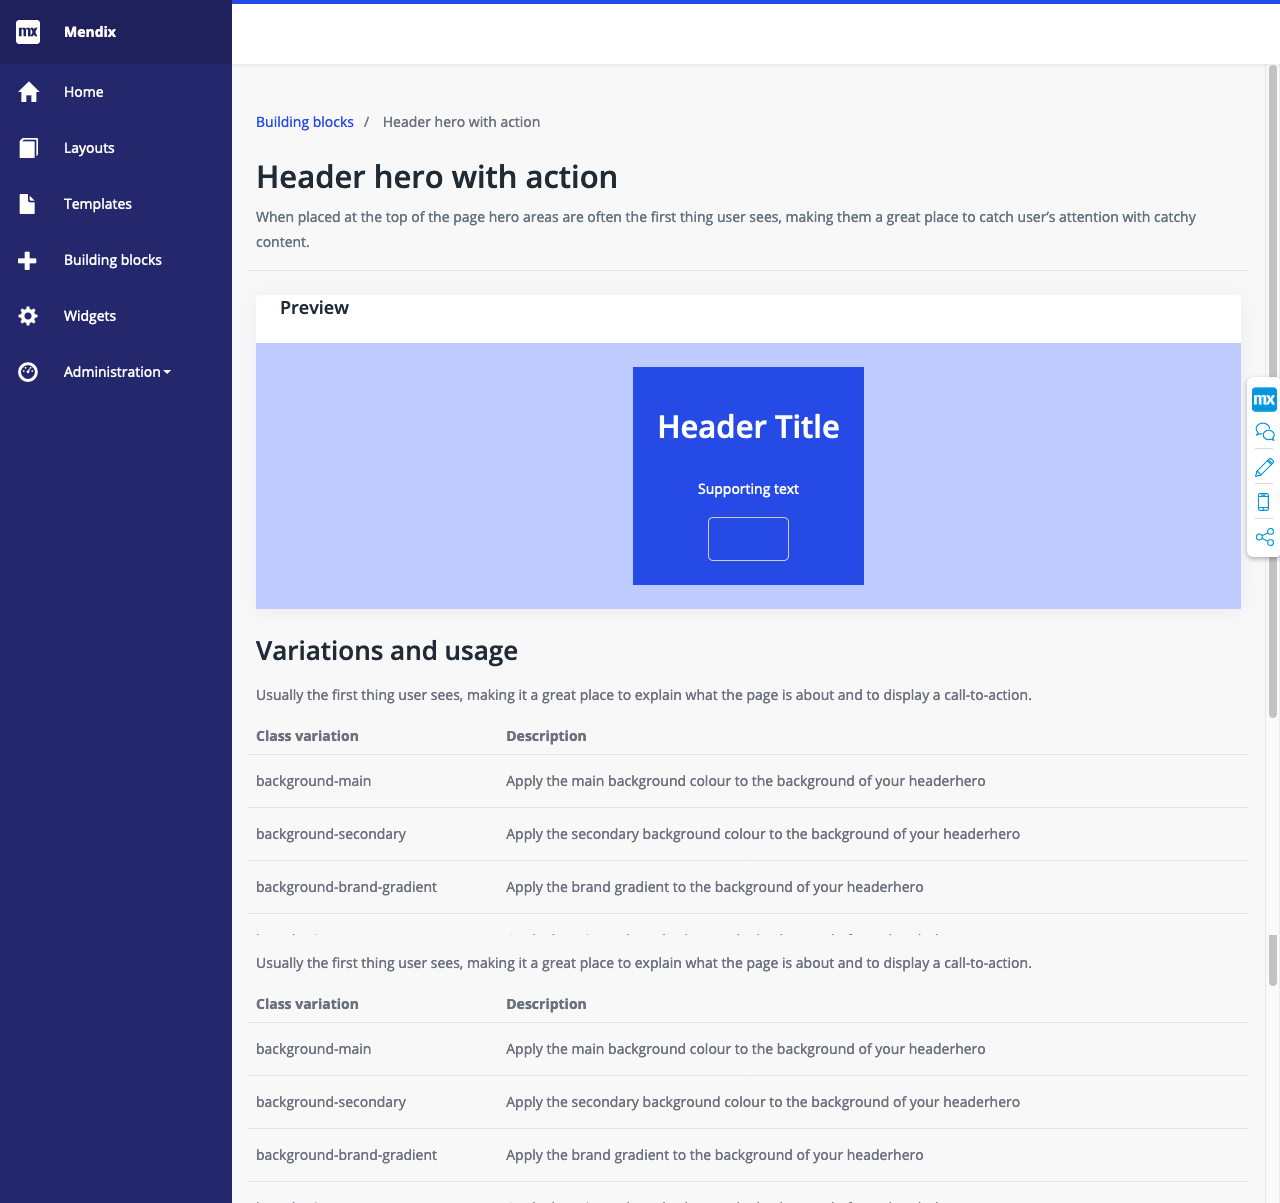 mx Mendix
Home
Layouts
Templates
Building blocks
Widgets
Administration
Building blocks / Header hero with action
Header hero with action
When placed at the top of the page hero areas are often the first thing user sees, making them a great place to catch user’s attention with catchy
content.
Preview
Header Title
Supporting text
mx
Variations and usage
Usually the first thing user sees, making it a great place to explain what the page is about and to display a call-to-action.
Class variation Description
background-main Apply the main background colour to the background of your headerhero
background-secondary Apply the secondary background colour to the background of your headerhero
background-brand-gradient Apply the brand gradient to the background of your headerhero
Usually the first thing user sees, making it a great place to explain what the page is about and to display a call-to-action.
Class variation Description
background-main Apply the main background colour to the background of your headerhero
background-secondary Apply the secondary background colour to the background of your headerhero
background-brand-gradient Apply the brand gradient to the background of your headerhero